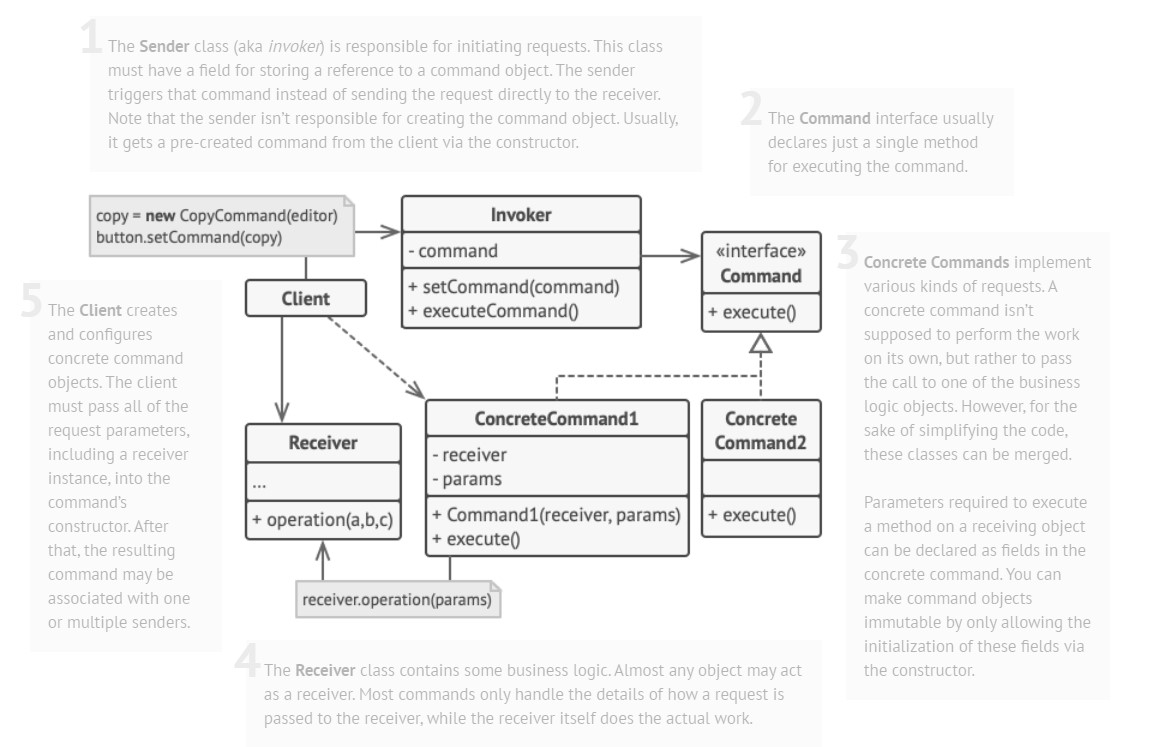 1
The Sender class (aka invoker) is responsible for initiating requests. This class
must have a field for storing a reference to a command object. The sender
triggers that command instead of sending the request directly to the receiver.
Note that the sender isn't responsible for creating the command object. Usually,
it gets a pre-created command from the client via the constructor.
2
The Command interface usually
declares just a single method
for executing the command.
copy = new CopyCommand(editor)
button.setCommand(copy)
Invoker
- command
+ setCommand(command)
+ executeCommand()
«interface»
Command
+ execute()
3
Concrete Commands implement
various kinds of requests. A
concrete command isn't
supposed to perform the work
on its own, but rather to pass
the call to one of the business
logic objects. However, for the
sake of simplifying the code,
these classes can be merged.
Parameters required to execute
a method on a receiving object
can be declared as fields in the
concrete command. You can
make command objects
immutable by only allowing the
initialization of these fields via
the constructor.
5
The Client creates
and configures
concrete command
objects. The client
must pass all of the
request parameters,
including a receiver
instance, into the
command's
constructor. After
that, the resulting
command may be
associated with one
or multiple senders.
Client
Receiver
...
+ operation(a,b,c)
ConcreteCommand1
- receiver
- params
+ Command1(receiver, params)
+ execute()
Concrete
Command2
+ execute()
receiver.operation(params)
4
The Receiver class contains some business logic. Almost any object may act
as a receiver. Most commands only handle the details of how a request is
passed to the receiver, while the receiver itself does the actual work.